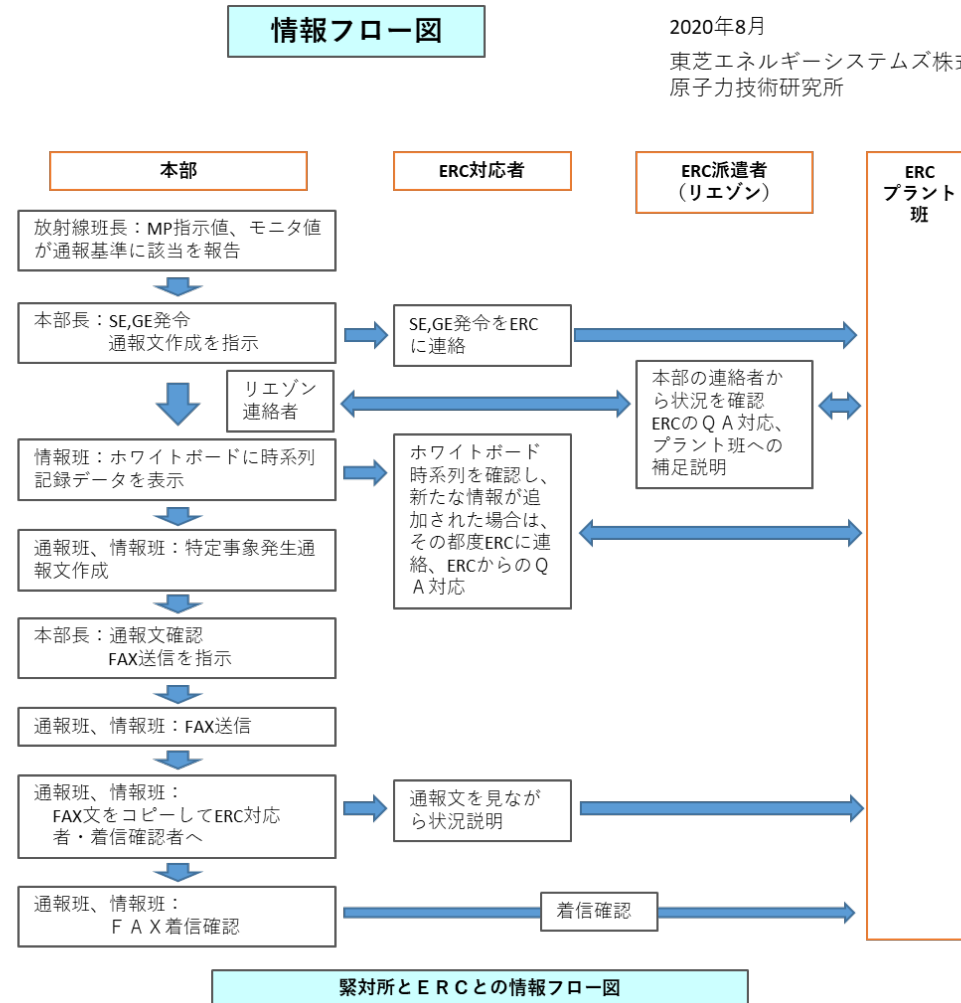 情報フロー図
2020年8月
東芝エネルギーシステムズ株
原子力技術研究所
本部
ERC対応者
ERC派遣者
(リエゾン)
ERC
プラント
班
放射線班長：MP指示値、モニタ値
が通報基準に該当を報告
本部長：SE,GE発令
通報文作成を指示
SE,GE発令をERC
に連絡
リエゾン
連絡者
本部の連絡者か
ら状況を確認
ERCのＱＡ対応、
プラント班への
補足説明
情報班：ホワイトボードに時系列
記録データを表示
ホワイトボード
時系列を確認し、
新たな情報が追
加された場合は、
その都度ERCに連
絡、ERCからのＱ
Ａ対応
通報班、情報班：特定事象発生通
報文作成
本部長：通報文確認
FAX送信を指示
通報班、情報班：FAX送信
通報班、情報班：
FAX文をコピーしてERC対応
者・着信確認者へ
通報文を見なが
ら状況説明
通報班、情報班：
ＦＡＸ着信確認
着信確認
緊対所とＥＲＣとの情報フロー図